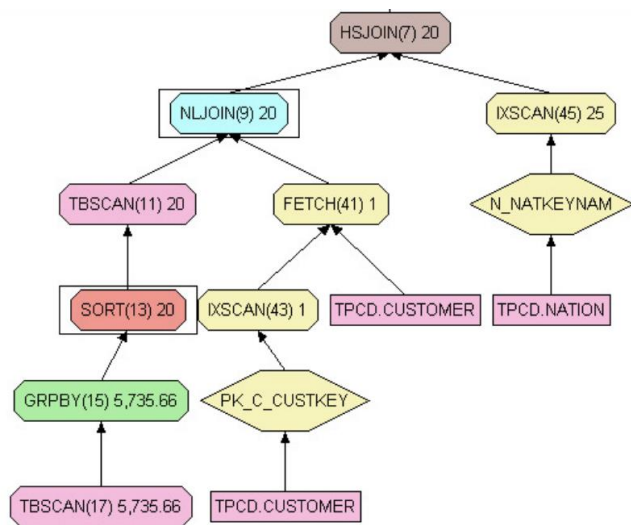 HSJOIN(7) 20
NLJOIN(9) 20
IXSCAN(45) 25
TBSCAN(11) 20
FETCH(41) 1
N_NATKEYNAM
SORT(13) 20
IXSCAN(43) 1
TPCD.CUSTOMER
TPCD.NATION
GRPBY(15) 5,735.66
PK_C_CUSTKEY
TBSCAN(17) 5,735.66
TPCD.CUSTOMER